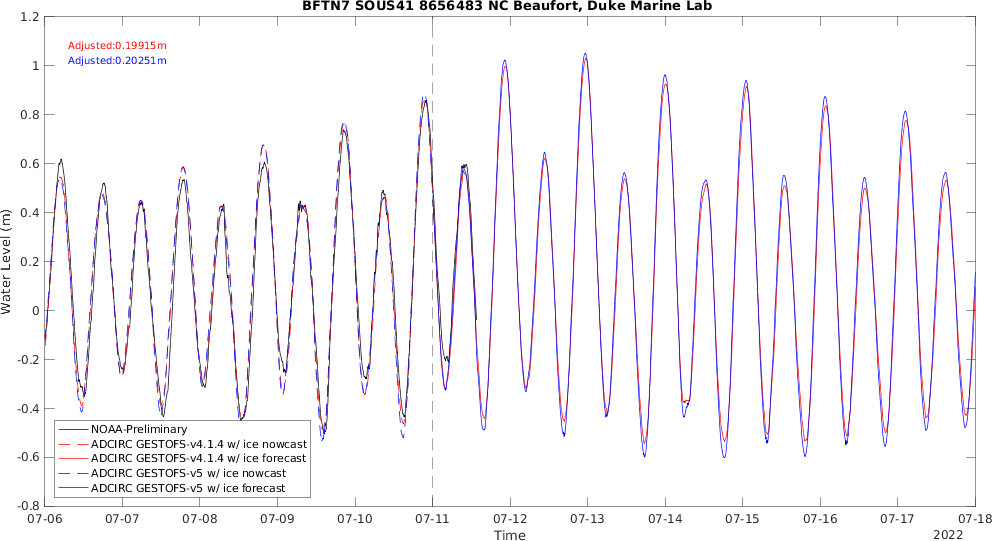 BFTN7 SOUS41 8656483 NC Beaufort, Duke Marine Lab
1.2
Adjusted:0.19915m
Adjusted:0.20251m
1
0.8
0.6
0.4
0.2
0
-0.2
-0.4
-0.6
-0.8
Water Level (m)
NOAA-Preliminary
ADCIRC GESTOFS-v4.1.4 w/ ice nowcast
ADCIRC GESTOFS-v4.1.4 w/ ice forecast
ADCIRC GESTOFS-v5 w/ ice nowcast
ADCIRC GESTOFS-v5 w/ ice forecast
07-06 07-07 07-08 07-09 07-10 07-11 07-12 07-13 07-14 07-15 07-16 07-17 07-18
Time
2022